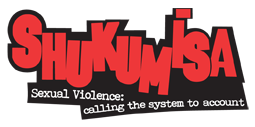 SHUKUMISA
Sexual Violence:
calling the system to account